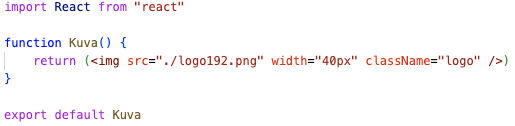 import React from "react"
function Kuva() {
return (<img src="./logo192.png" width="40px" className="logo" />)
}
export default Kuva